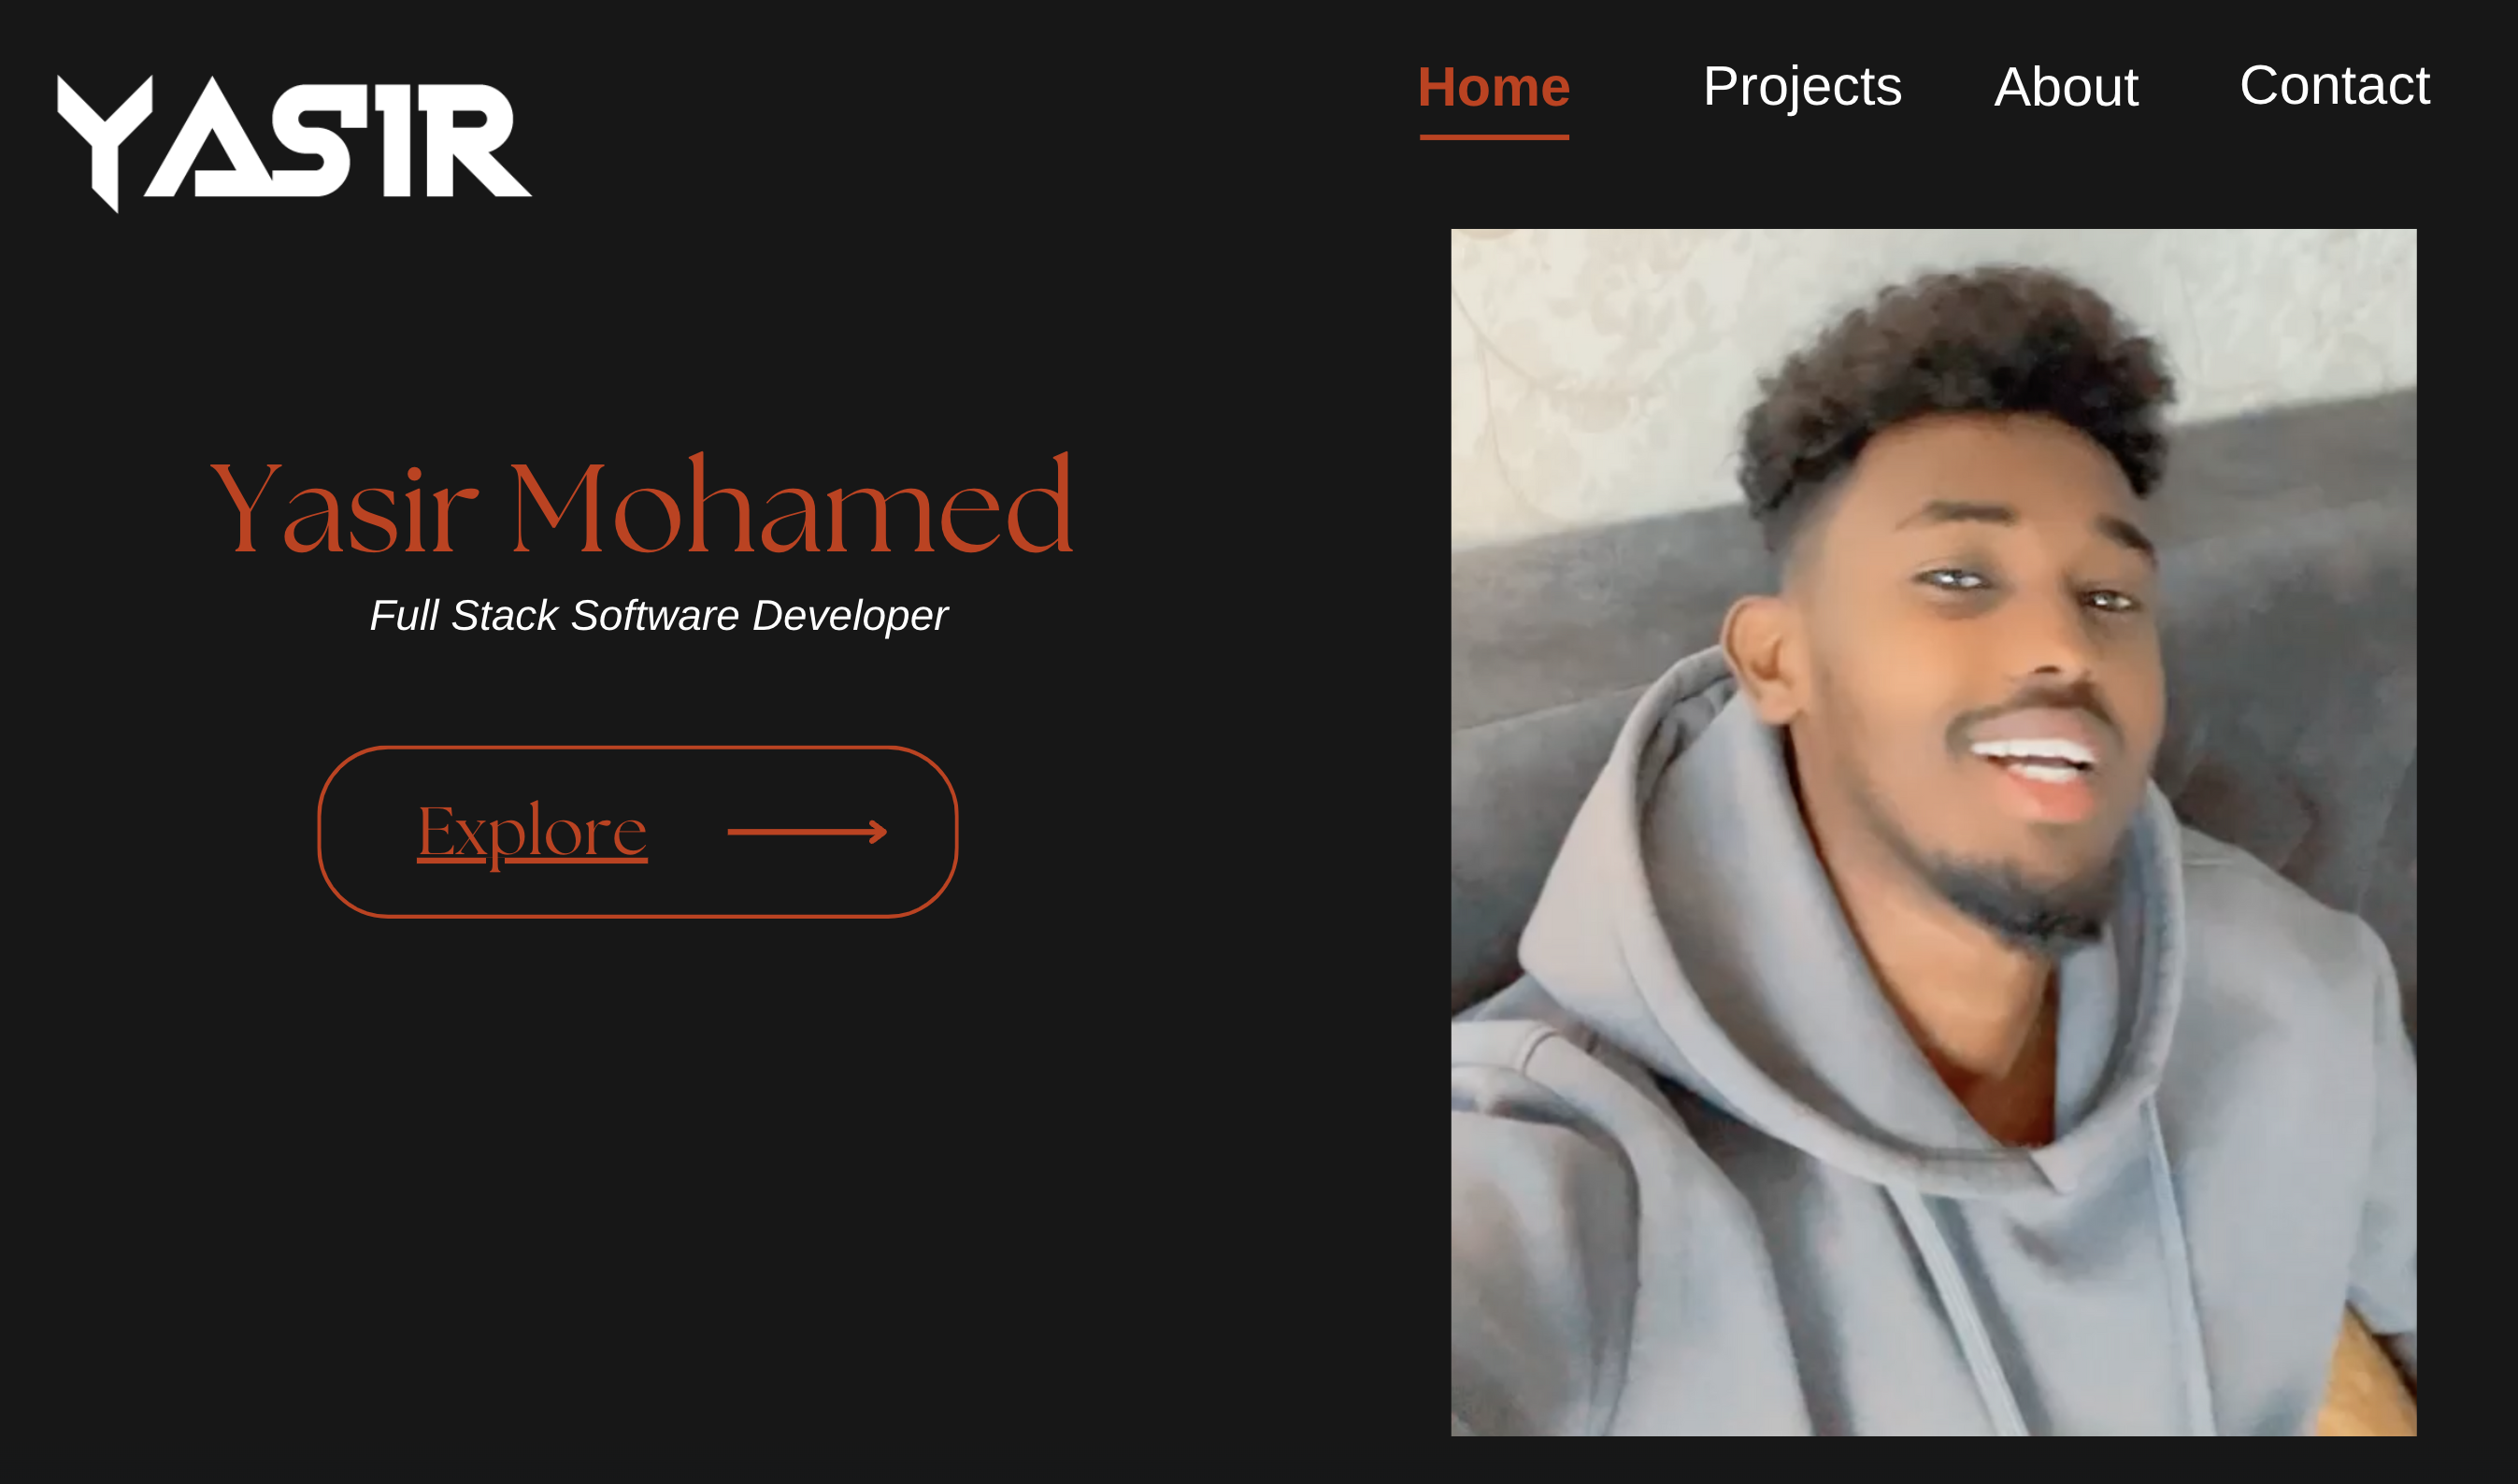 YASIR
Home Projects About Contact
Yasir Mohamed
Full Stack Software Developer
Explore